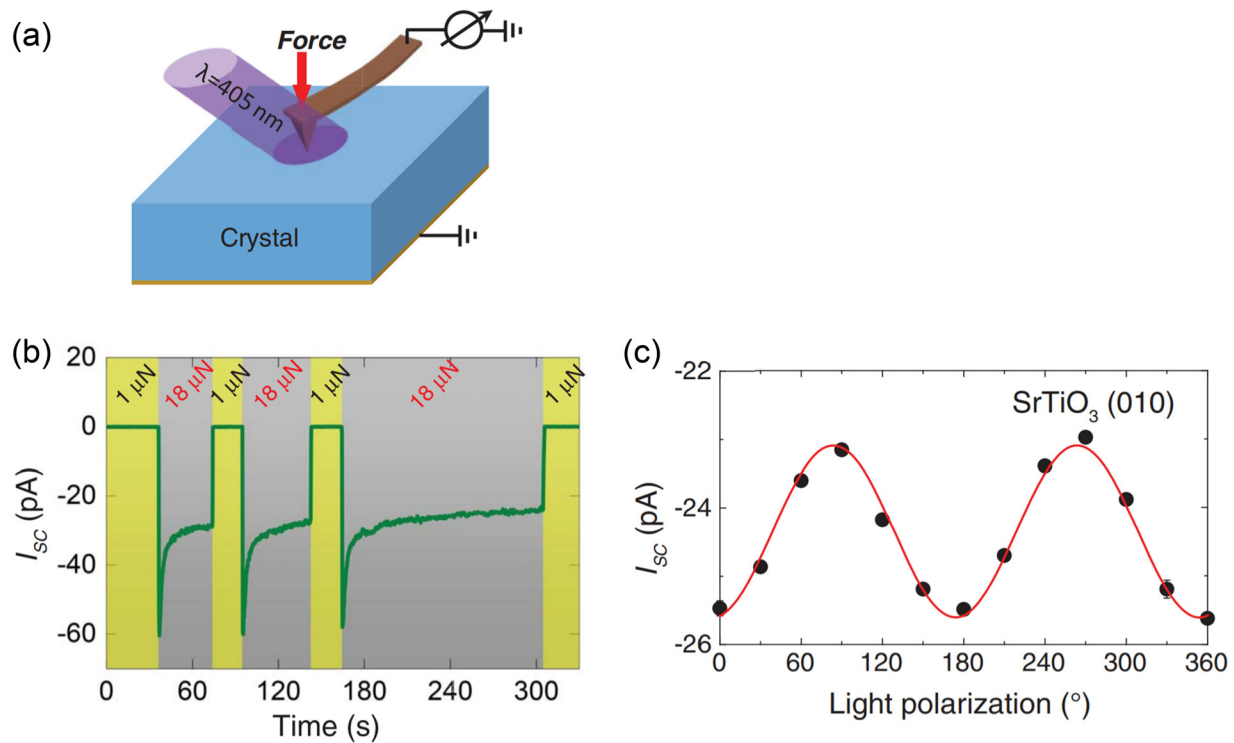 (a)
Force
λ=405 nm
Crystal
(b)
20
0
-20
-40
-60
I_SC (pA)
1 μN
18 μN
1 μN
18 μN
1 μN
18 μN
1 μN
0
60
120
180
240
300
Time (s)
(c)
-22
-24
-26
I_SC (pA)
SrTiO₃ (010)
0
60
120
180
240
300
360
Light polarization (°)